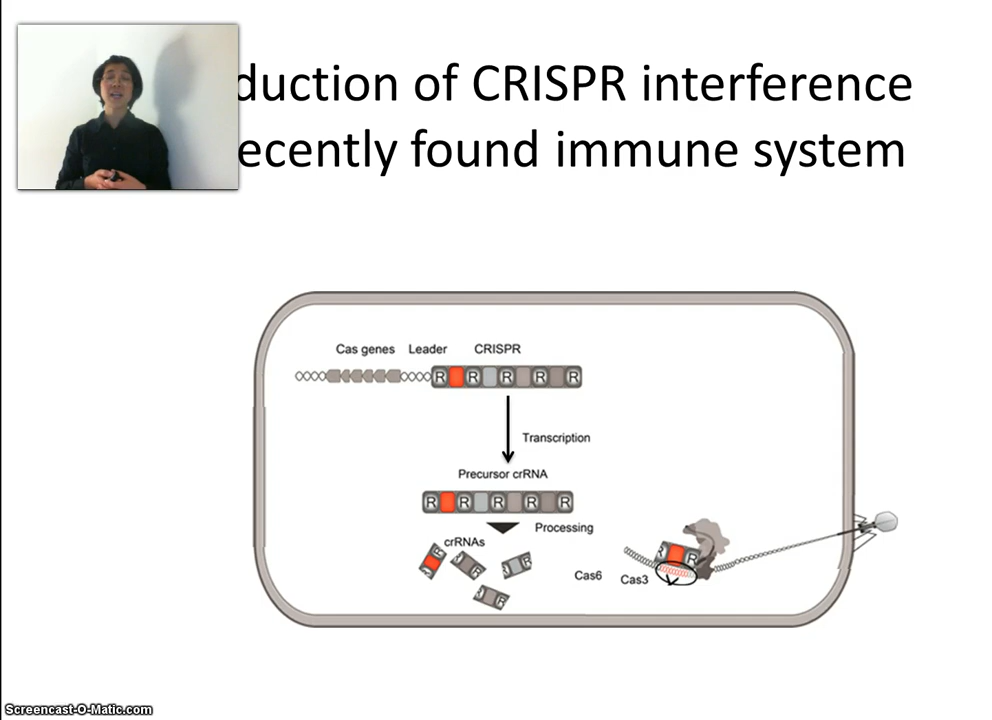 duction of CRISPR interference
ecently found immune system
Cas genes Leader CRISPR
R R R R R
Transcription
Precursor crRNA
R R R R R
Processing
crRNAs
R
R
R
R
R R
Cas6 Cas3
Screencast-O-Matic.com